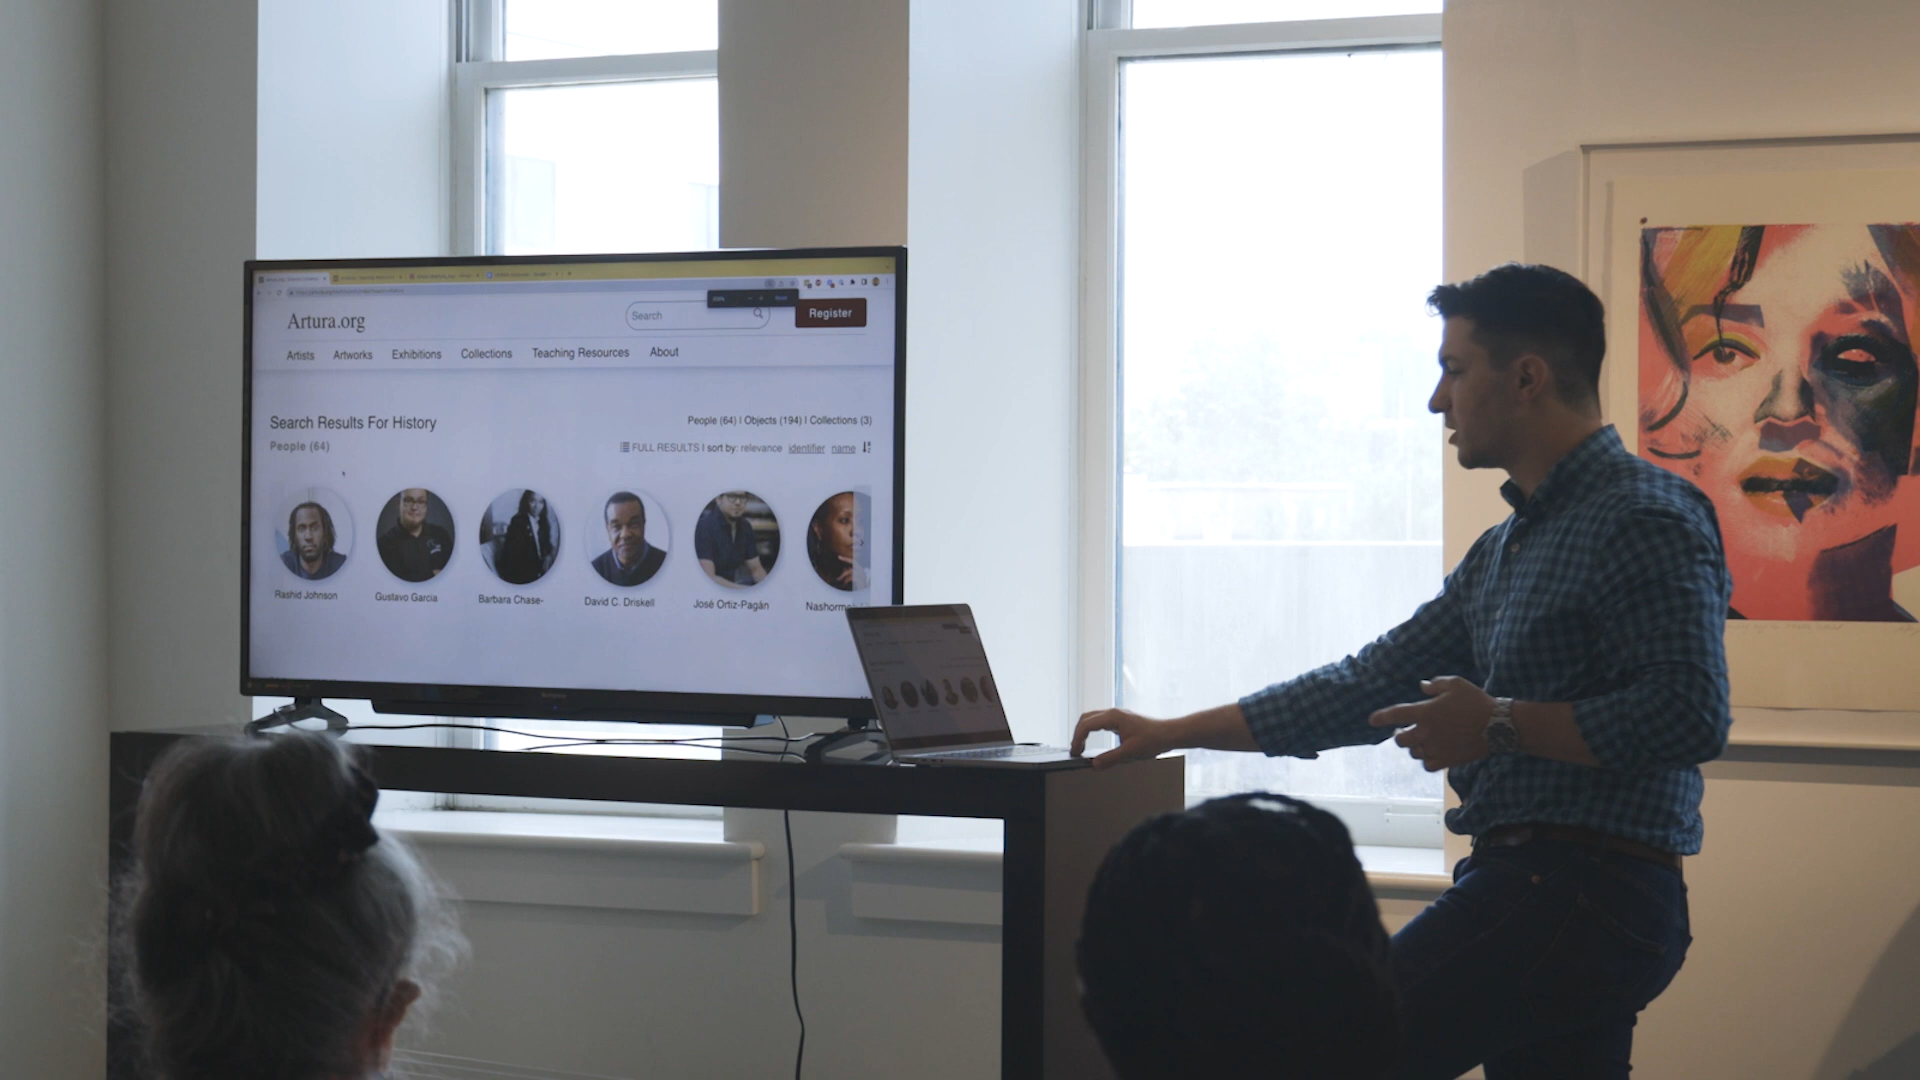 Artura.org
Search
Register
Artists Artworks Exhibitions Collections Teaching Resources About
Search Results For History
People (64) | Objects (194) | Collections (3)
People (64)
FULL RESULTS | sort by: relevance identifier name
Rashid Johnson
Gustavo Garcia
Barbara Chase-
David C. Driskell
José Ortiz-Pagán